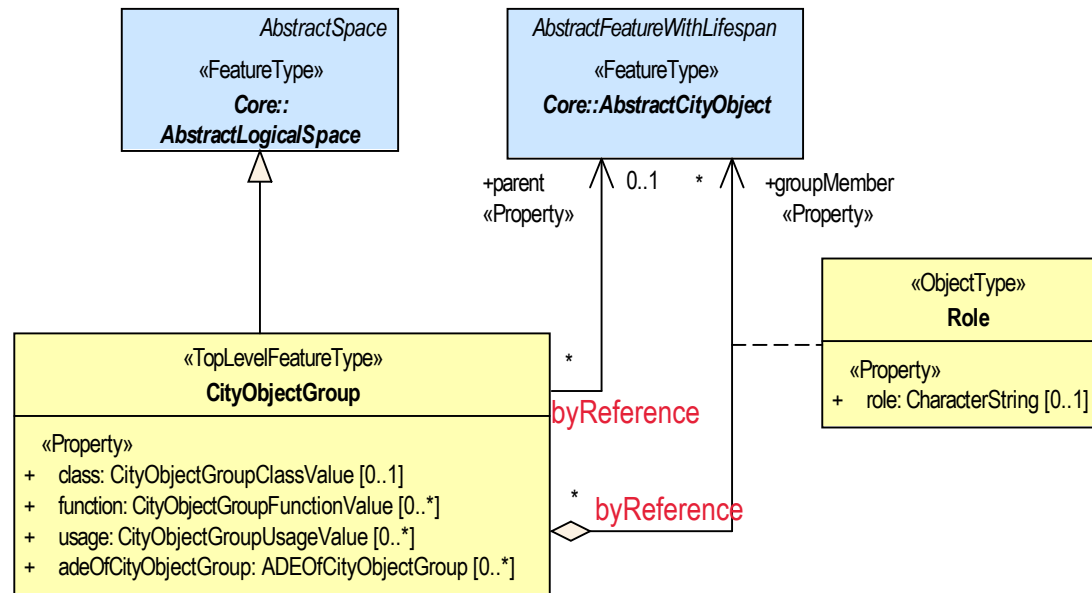 AbstractSpace
«FeatureType»
Core::
AbstractLogicalSpace
AbstractFeatureWithLifespan
«FeatureType»
Core::AbstractCityObject
+parent
«Property»
0..1
*
+groupMember
«Property»
«ObjectType»
Role
«Property»
+ role: CharacterString [0..1]
«TopLevelFeatureType»
CityObjectGroup
«Property»
+ class: CityObjectGroupClassValue [0..1]
+ function: CityObjectGroupFunctionValue [0..*]
+ usage: CityObjectGroupUsageValue [0..*]
+ adeOfCityObjectGroup: ADEOfCityObjectGroup [0..*]
*
byReference
*
byReference